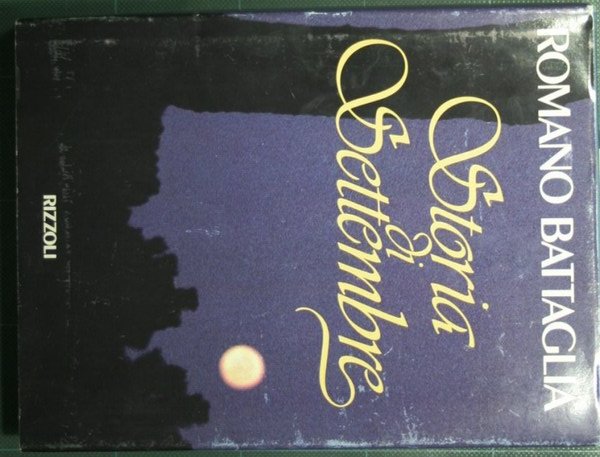 ROMANO BATTAGLIA
Storia
di
Settembre
RIZZOLI